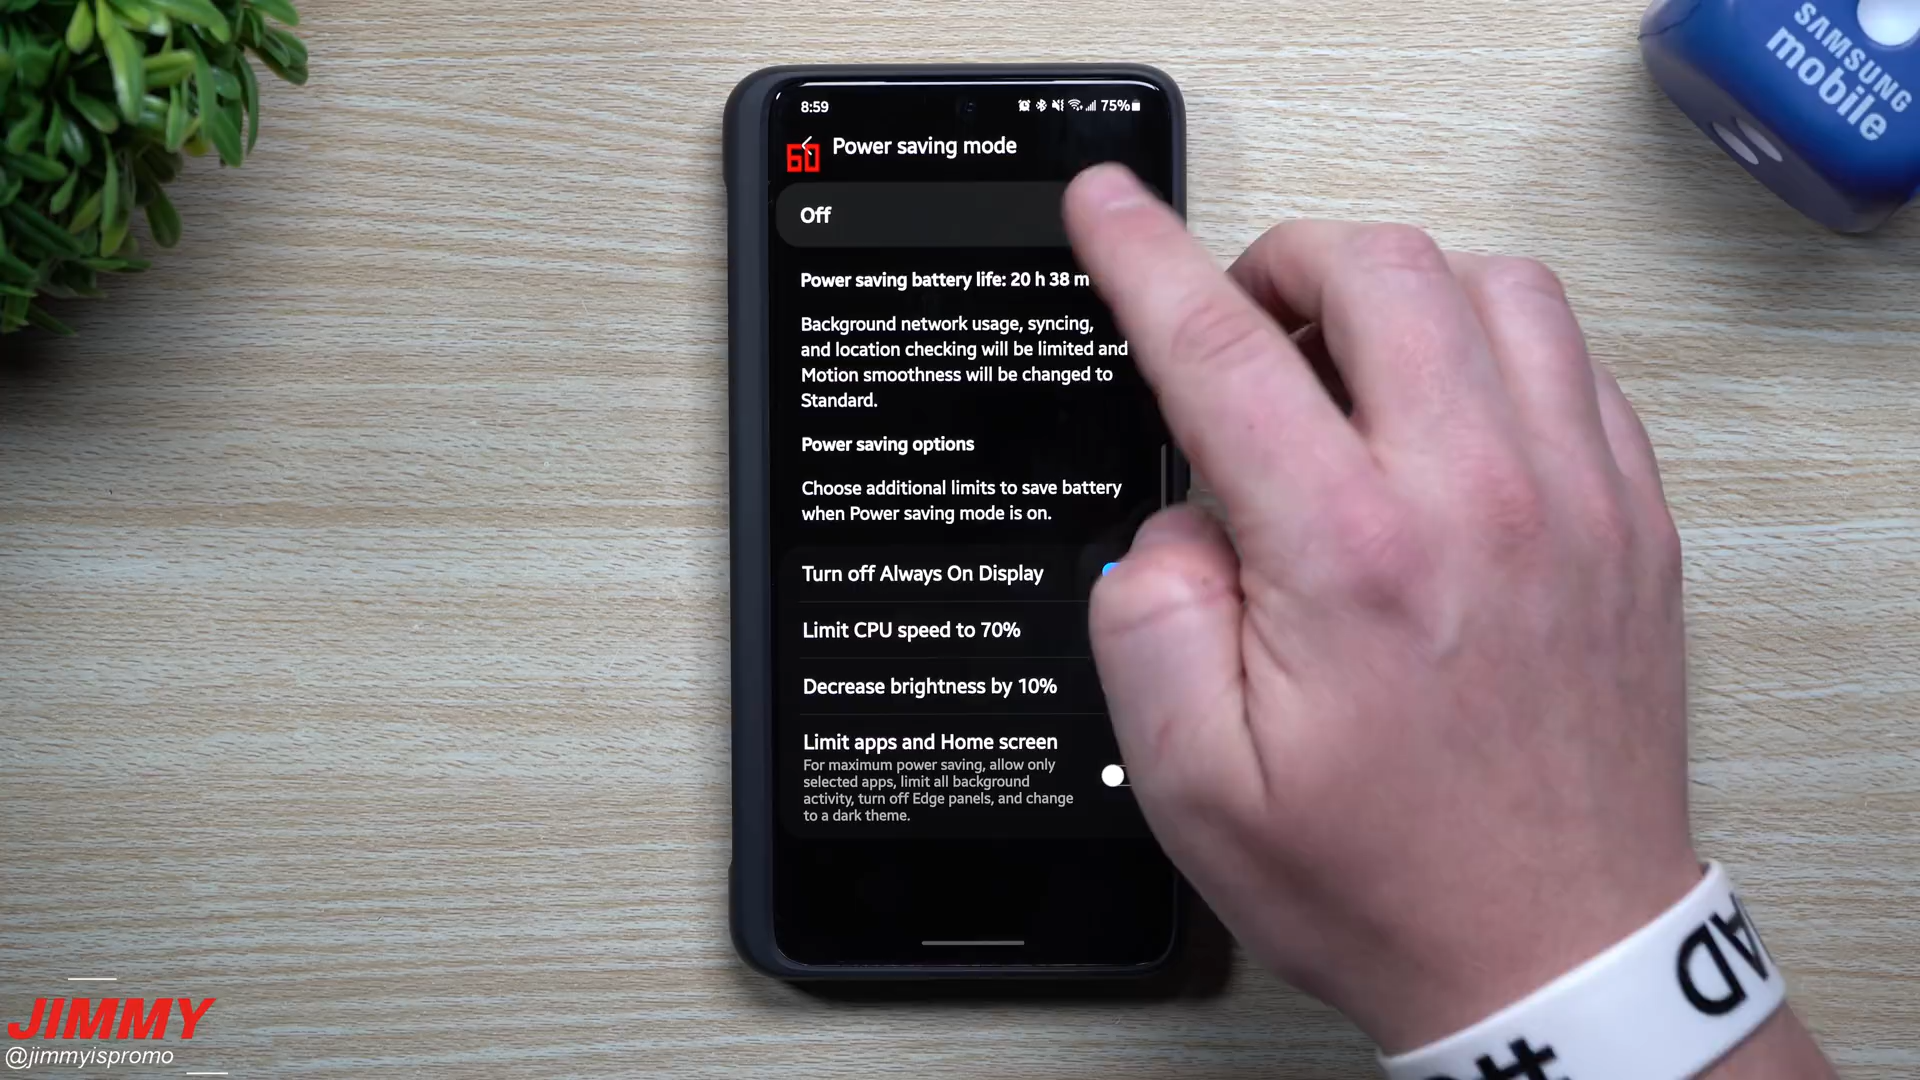 SAMSUNG
mobile
8:59
75%
60
Power saving mode
Off
Power saving battery life: 20 h 38 m
Background network usage, syncing,
and location checking will be limited and
Motion smoothness will be changed to
Standard.
Power saving options
Choose additional limits to save battery
when Power saving mode is on.
Turn off Always On Display
Limit CPU speed to 70%
Decrease brightness by 10%
Limit apps and Home screen
For maximum power saving, allow only
selected apps, limit all background
activity, turn off Edge panels, and change
to a dark theme.
JIMMY
@jimmyispromo